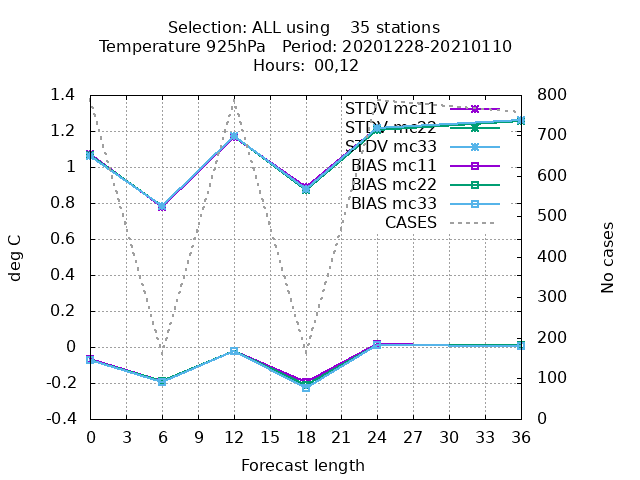 Selection: ALL using    35 stations
Temperature 925hPa   Period: 20201228-20210110
Hours:  00,12
1.4
1.2
1
0.8
0.6
0.4
0.2
0
-0.2
-0.4
deg C
STDV mc11
STDV mc22
STDV mc33
BIAS mc11
BIAS mc22
BIAS mc33
CASES
800
700
600
500
400
300
200
100
0
No cases
0 3 6 9 12 15 18 21 24 27 30 33 36
Forecast length